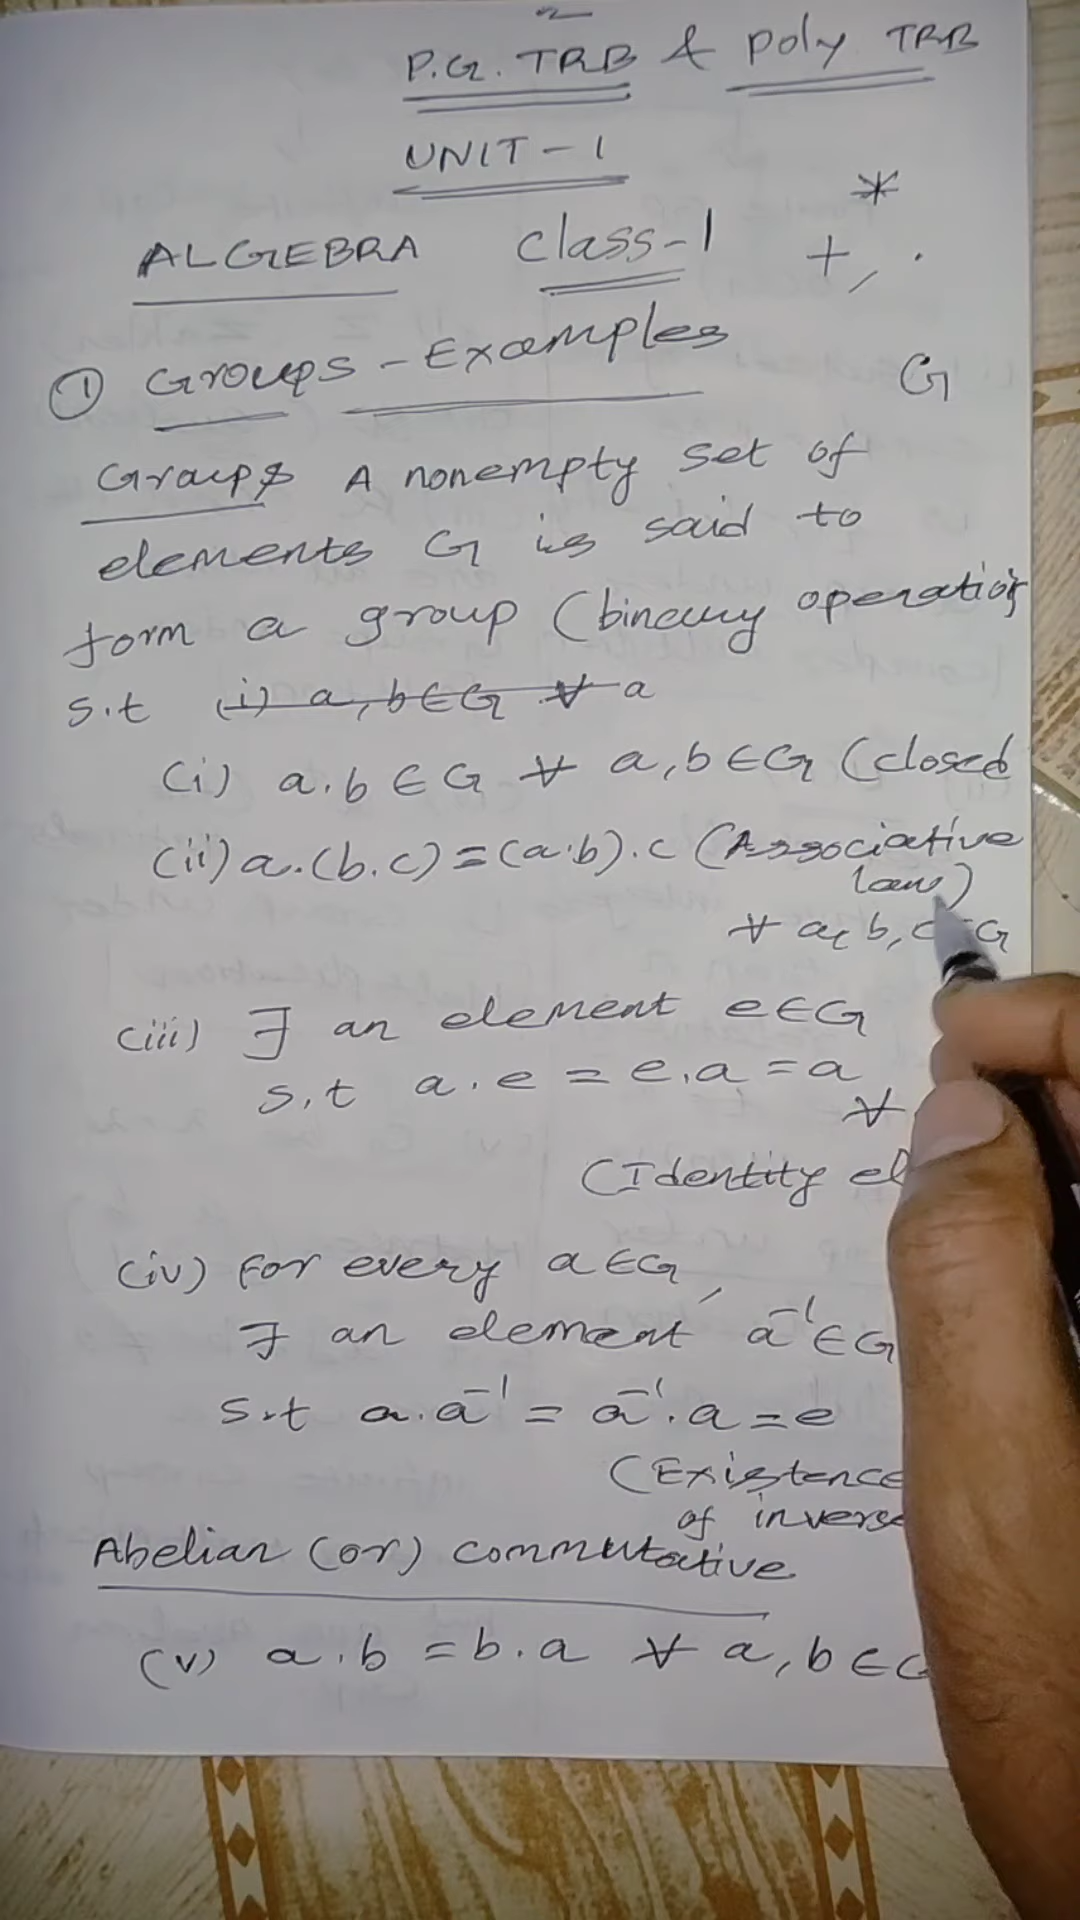 P.G. TRB & Poly TRB
UNIT - 1
*
ALGEBRA Class-1 +, .
① Groups - Examples
G
Groups A nonempty set of
elements G is said to
form a group (binary operation)
s.t (i) a, b ∈ G ∀ a
(i) a.b ∈ G ∀ a, b ∈ G (closed
(ii) a.(b.c) = (a.b).c (Associative
law)
∀ a, b, c ∈ G
(iii) ∃ an element e ∈ G
s.t a.e = e.a = a
∀
(Identity el
(iv) For every a ∈ G,
∃ an element a⁻¹ ∈ G
s.t a.a⁻¹ = a⁻¹.a = e
(Existence
of inverse
Abelian (or) commutative
(v) a.b = b.a ∀ a, b ∈ G